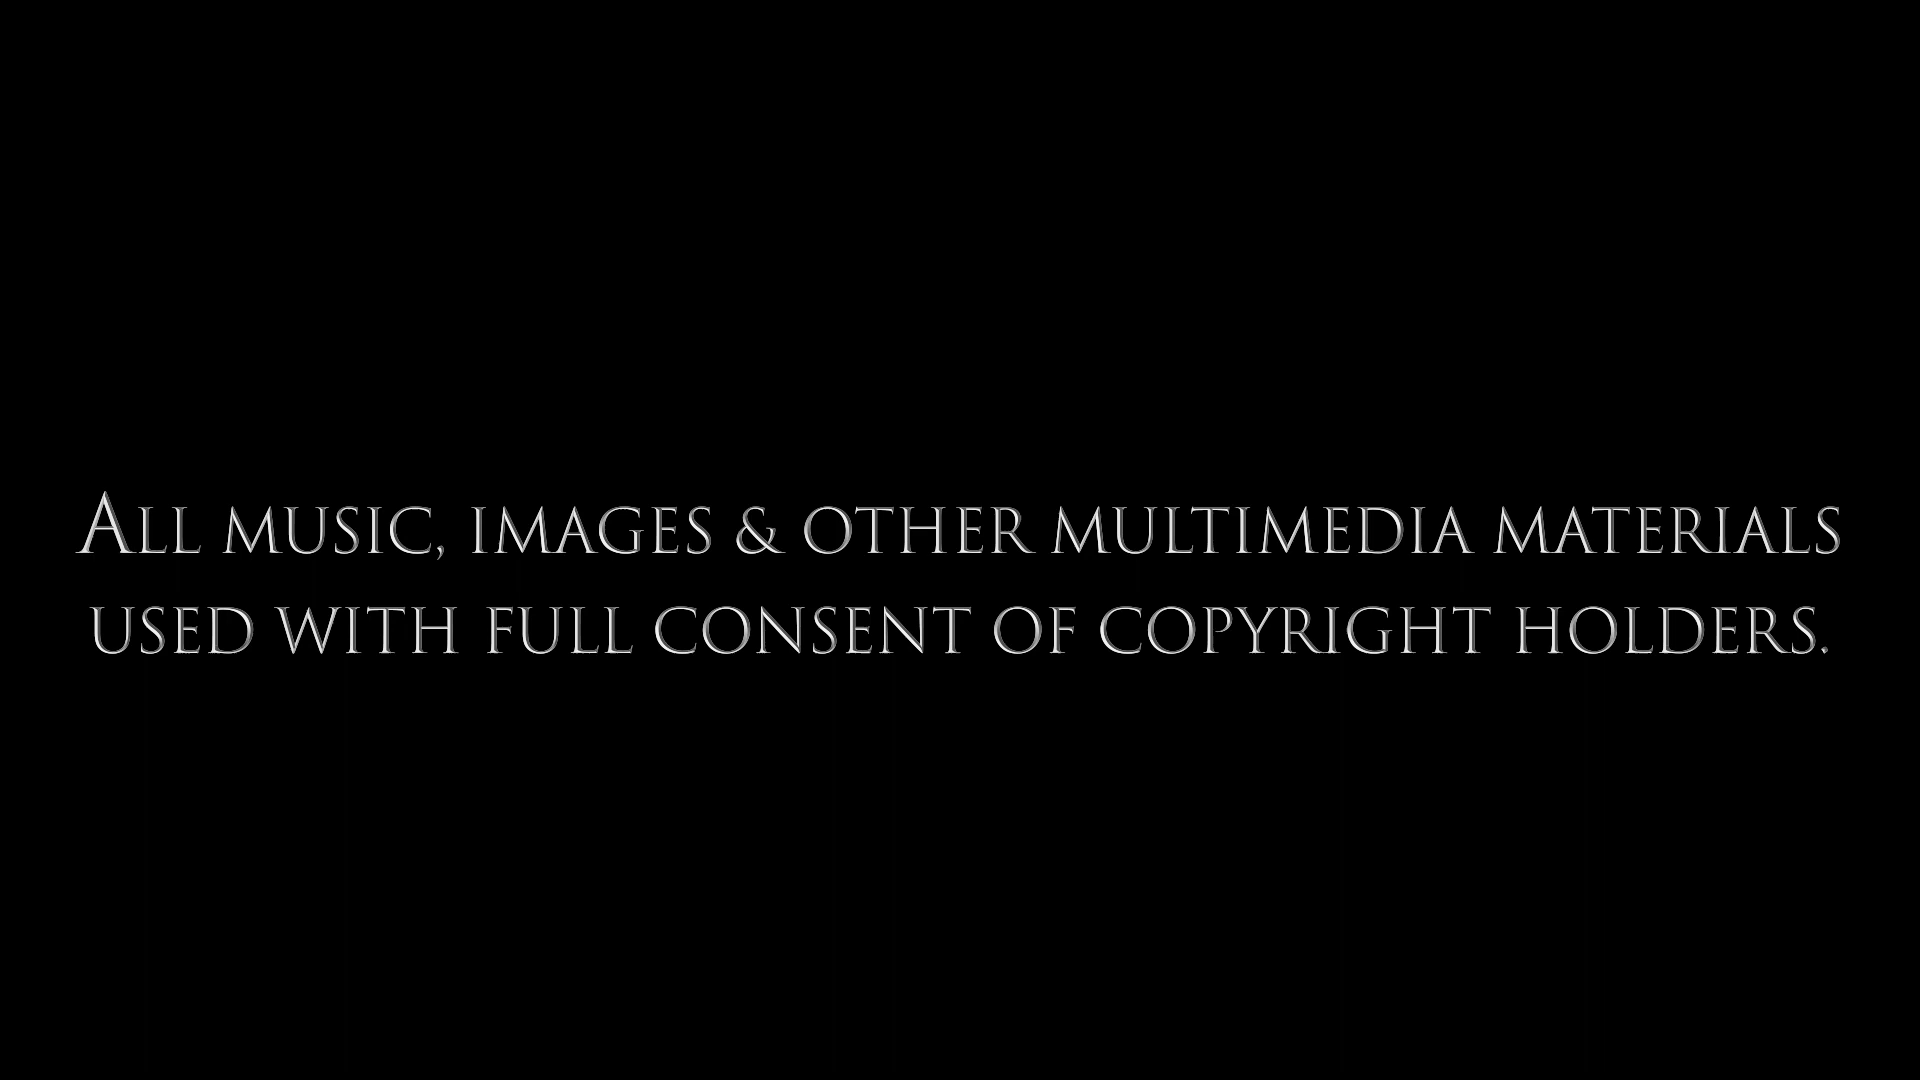 All music, images & other multimedia materials
used with full consent of copyright holders.